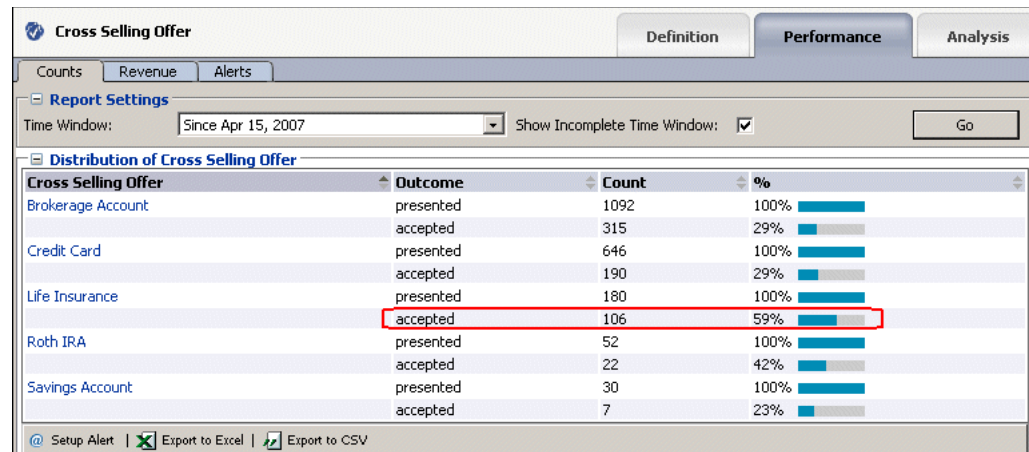 Cross Selling Offer
Definition Performance Analysis
Counts Revenue Alerts
Report Settings
Time Window: Since Apr 15, 2007 Show Incomplete Time Window: Go
Distribution of Cross Selling Offer
Cross Selling Offer Outcome Count %
Brokerage Account presented 1092 100%
accepted 315 29%
Credit Card presented 646 100%
accepted 190 29%
Life Insurance presented 180 100%
accepted 106 59%
Roth IRA presented 52 100%
accepted 22 42%
Savings Account presented 30 100%
accepted 7 23%
@ Setup Alert | Export to Excel | Export to CSV